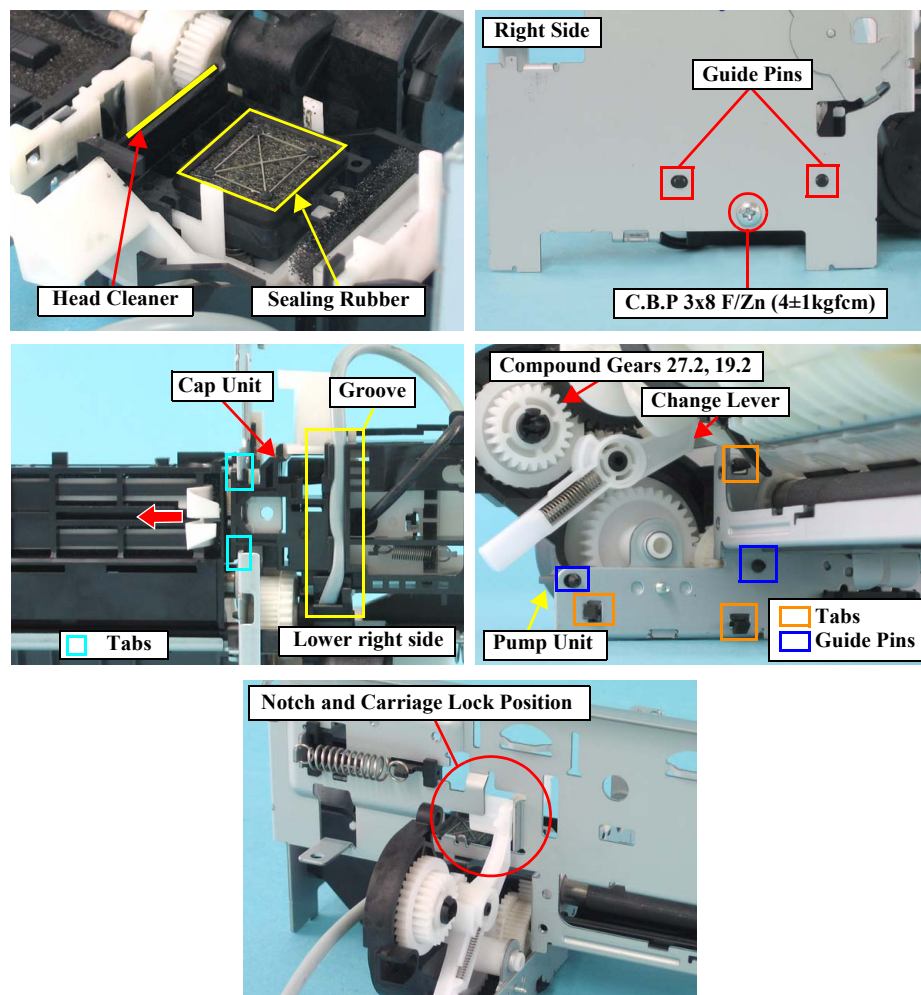 Right Side
Guide Pins
Head Cleaner
Sealing Rubber
C.B.P 3x8 F/Zn (4±1kgfcm)
Cap Unit
Groove
Tabs
Lower right side
Compound Gears 27.2, 19.2
Change Lever
Pump Unit
Tabs
Guide Pins
Notch and Carriage Lock Position